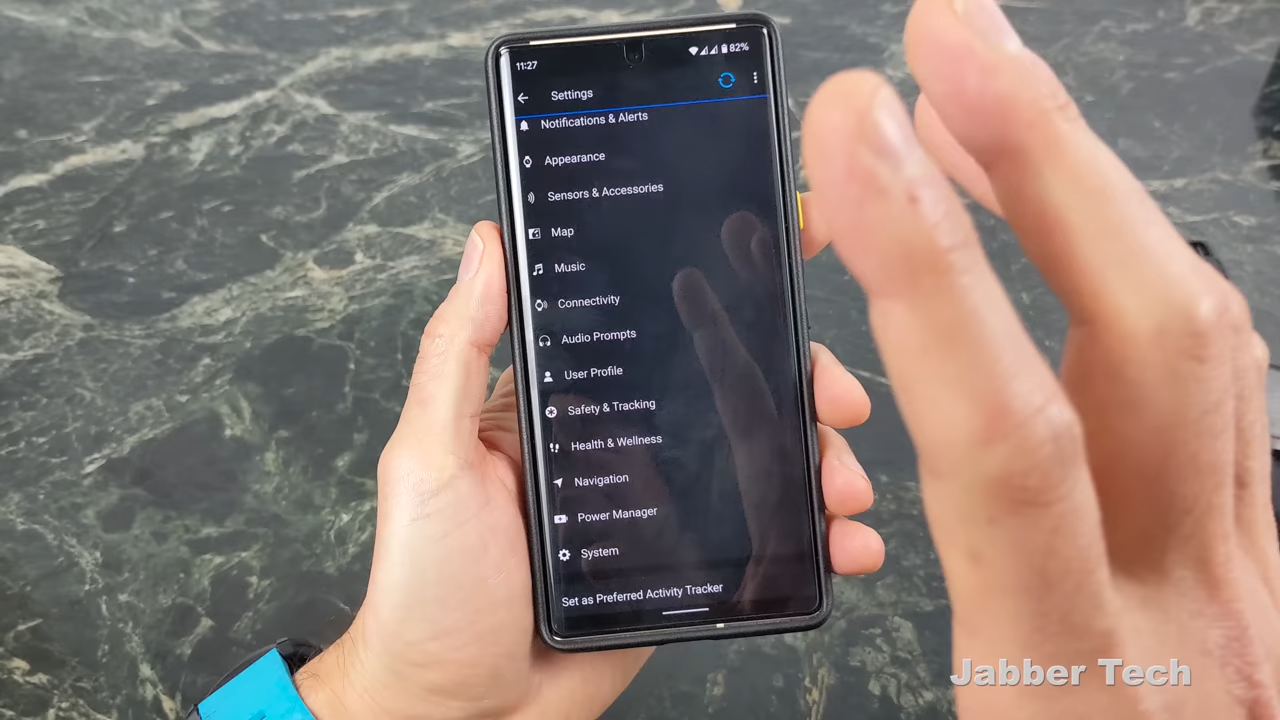 11:27
82%
Settings
Notifications & Alerts
Appearance
Sensors & Accessories
Map
Music
Connectivity
Audio Prompts
User Profile
Safety & Tracking
Health & Wellness
Navigation
Power Manager
System
Set as Preferred Activity Tracker
Jabber Tech